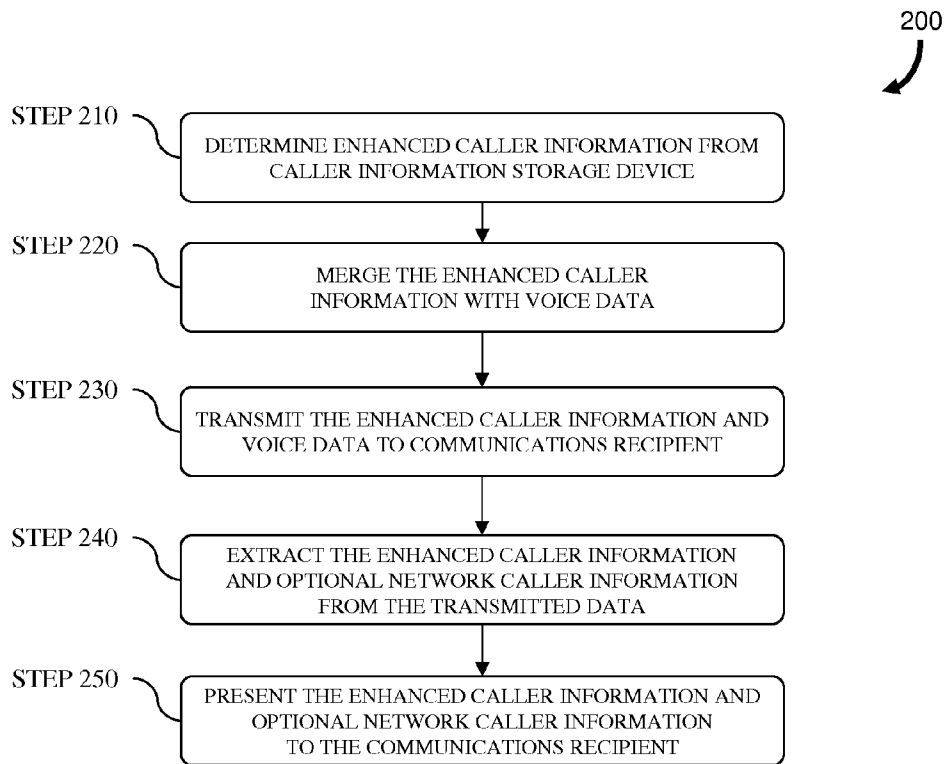 200
STEP 210
DETERMINE ENHANCED CALLER INFORMATION FROM
CALLER INFORMATION STORAGE DEVICE
STEP 220
MERGE THE ENHANCED CALLER
INFORMATION WITH VOICE DATA
STEP 230
TRANSMIT THE ENHANCED CALLER INFORMATION AND
VOICE DATA TO COMMUNICATIONS RECIPIENT
STEP 240
EXTRACT THE ENHANCED CALLER INFORMATION
AND OPTIONAL NETWORK CALLER INFORMATION
FROM THE TRANSMITTED DATA
STEP 250
PRESENT THE ENHANCED CALLER INFORMATION AND
OPTIONAL NETWORK CALLER INFORMATION
TO THE COMMUNICATIONS RECIPIENT